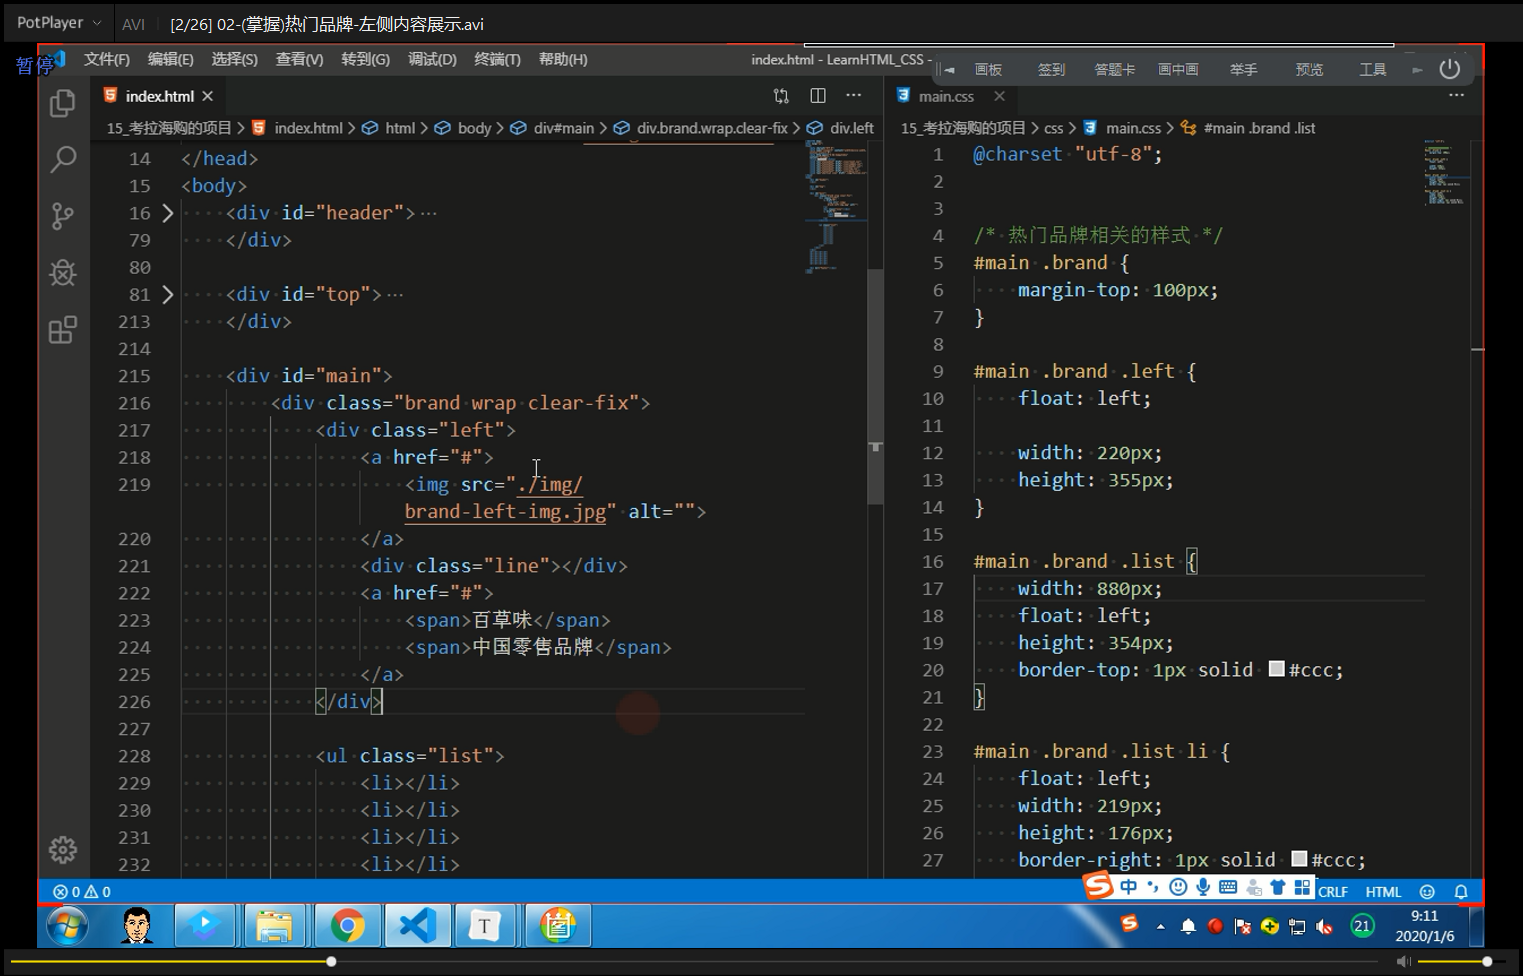 PotPlayer AVI [2/26] 02-(掌握)热门品牌-左侧内容展示.avi
暂停
文件(F) 编辑(E) 选择(S) 查看(V) 转到(G) 调试(D) 终端(T) 帮助(H) index.html - LearnHTML_CSS -
画板 签到 答题卡 画中画 举手 预览 工具
index.html
15_考拉海购的项目 > index.html > html > body > div#main > div.brand.wrap.clear-fix > div.left
14 </head>
15 <body>
16 <div id="header">…
79 </div>
80
81 <div id="top">…
213 </div>
214
215 <div id="main">
216 <div class="brand wrap clear-fix">
217 <div class="left">
218 <a href="#">
219 <img src="./img/
brand-left-img.jpg" alt="">
220 </a>
221 <div class="line"></div>
222 <a href="#">
223 <span>百草味</span>
224 <span>中国零售品牌</span>
225 </a>
226 </div>
227
228 <ul class="list">
229 <li></li>
230 <li></li>
231 <li></li>
232 <li></li>
main.css
15_考拉海购的项目 > css > main.css > #main .brand .list
1 @charset "utf-8";
2
3
4 /* 热门品牌相关的样式 */
5 #main .brand {
6 margin-top: 100px;
7 }
8
9 #main .brand .left {
10 float: left;
11
12 width: 220px;
13 height: 355px;
14 }
15
16 #main .brand .list {
17 width: 880px;
18 float: left;
19 height: 354px;
20 border-top: 1px solid #ccc;
21 }
22
23 #main .brand .list li {
24 float: left;
25 width: 219px;
26 height: 176px;
27 border-right: 1px solid #ccc;
0 0
中
CRLF HTML
T
21
9:11
2020/1/6